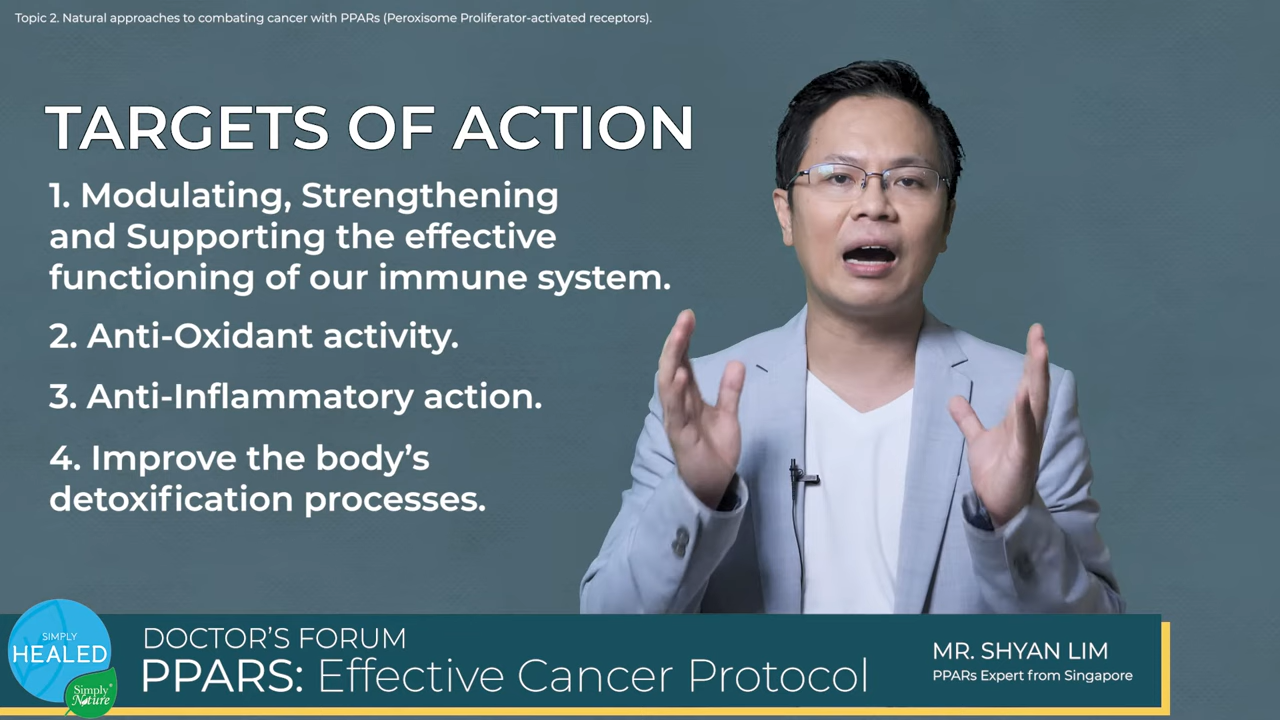 Topic 2. Natural approaches to combating cancer with PPARs (Peroxisome Proliferator-activated receptors).
TARGETS OF ACTION
1. Modulating, Strengthening
and Supporting the effective
functioning of our immune system.
2. Anti-Oxidant activity.
3. Anti-Inflammatory action.
4. Improve the body's
detoxification processes.
SIMPLY
HEALED
Simply
Nature
DOCTOR'S FORUM
PPARS: Effective Cancer Protocol
MR. SHYAN LIM
PPARs Expert from Singapore